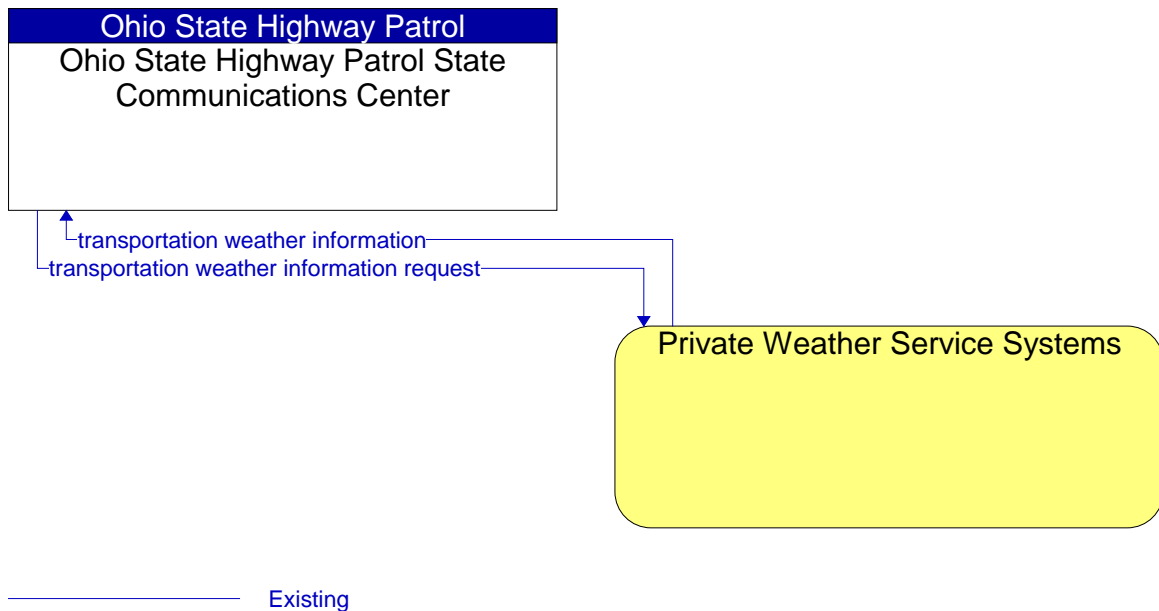 Ohio State Highway Patrol
Ohio State Highway Patrol State
Communications Center
transportation weather information
transportation weather information request
Private Weather Service Systems
Existing